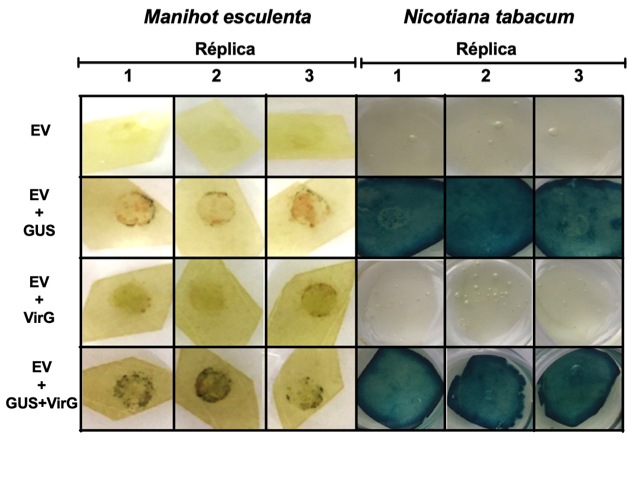 Manihot esculenta Nicotiana tabacum
Réplica Réplica
1 2 3 1 2 3
EV
EV
+
GUS
EV
+
VirG
EV
+
GUS+VirG